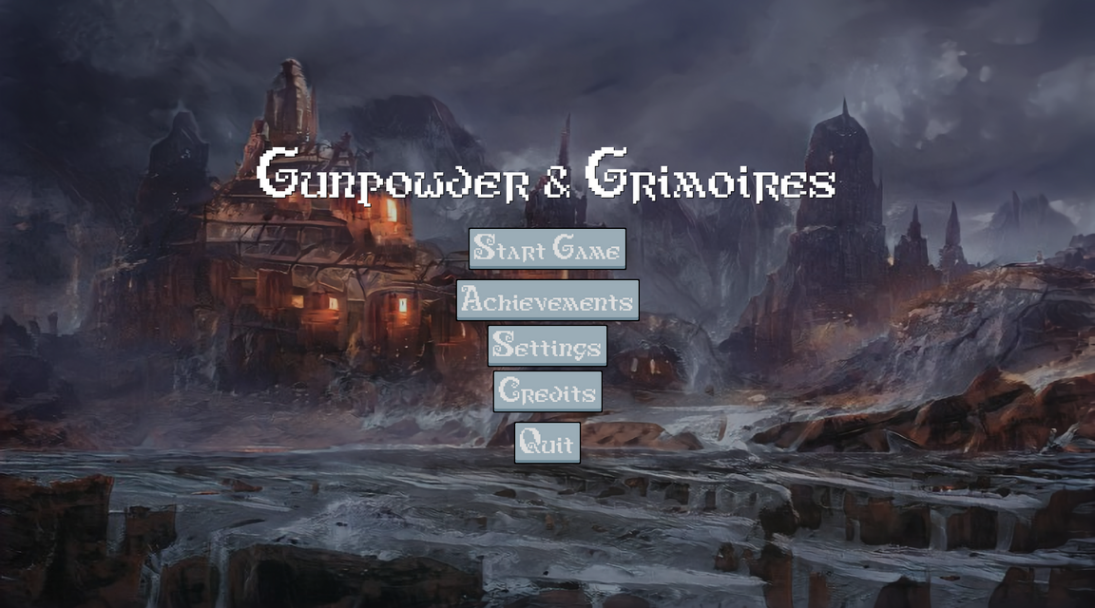 Gunpowder & Grimoires
Start Game
Achievements
Settings
Credits
Quit